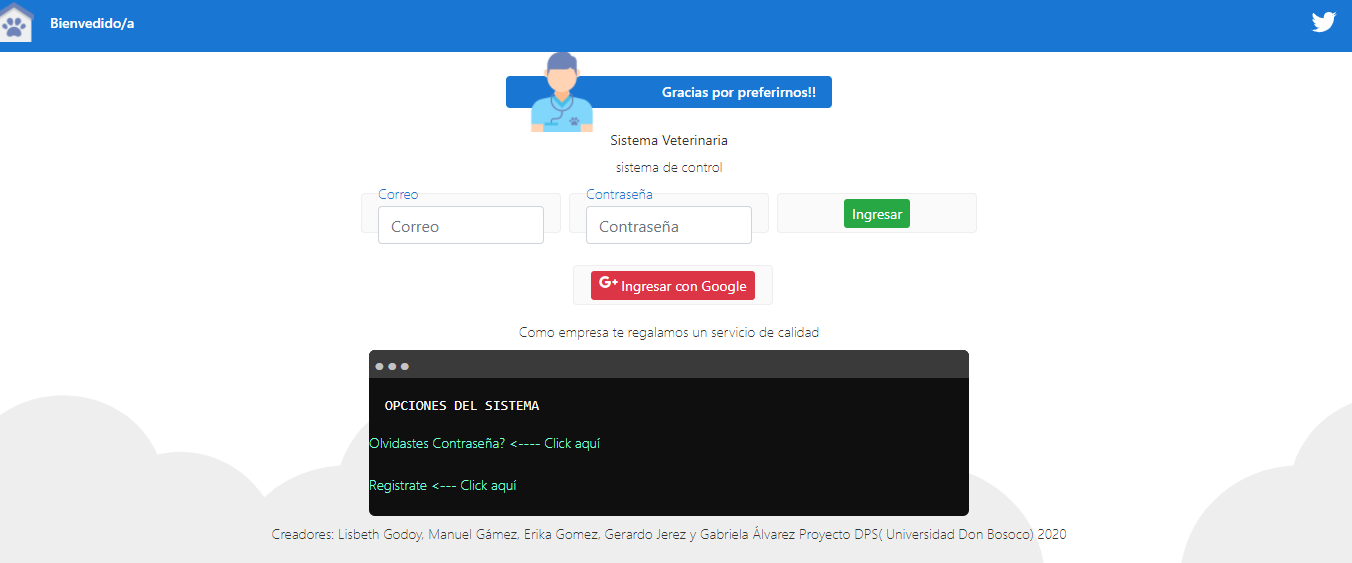 Bienvedido/a
Gracias por preferirnos!!
Sistema Veterinaria
sistema de control
Correo
Contraseña
Correo
Contraseña
Ingresar
G+ Ingresar con Google
Como empresa te regalamos un servicio de calidad
OPCIONES DEL SISTEMA
Olvidastes Contraseña? <---- Click aquí
Registrate <--- Click aquí
Creadores: Lisbeth Godoy, Manuel Gámez, Erika Gomez, Gerardo Jerez y Gabriela Álvarez Proyecto DPS( Universidad Don Bosoco) 2020